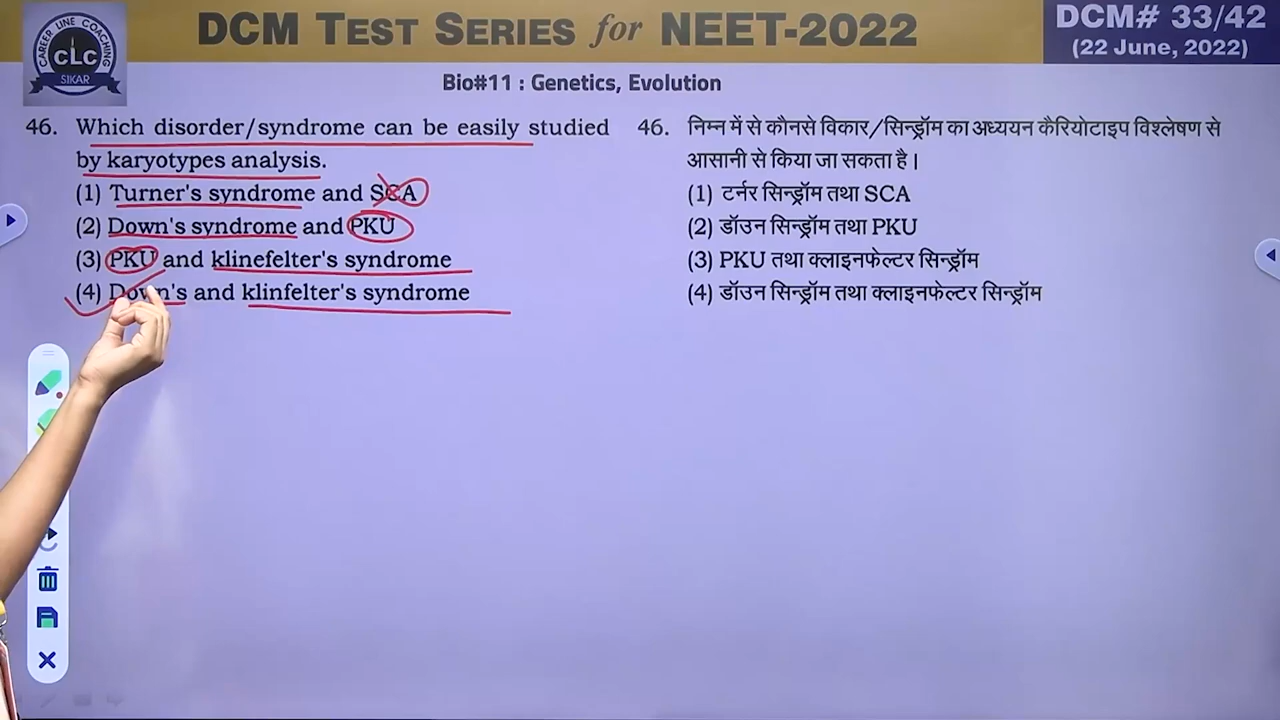 CAREER LINE COACHING
CLC
SIKAR
DCM TEST SERIES for NEET-2022
DCM# 33/42
(22 June, 2022)
Bio#11 : Genetics, Evolution
46. Which disorder/syndrome can be easily studied
by karyotypes analysis.
(1) Turner's syndrome and SCA
(2) Down's syndrome and PKU
(3) PKU and klinefelter's syndrome
(4) Down's and klinfelter's syndrome
46. निम्न में से कौनसे विकार/सिन्ड्रॉम का अध्ययन कैरियोटाइप विश्लेषण से
आसानी से किया जा सकता है।
(1) टर्नर सिन्ड्रॉम तथा SCA
(2) डॉउन सिन्ड्रॉम तथा PKU
(3) PKU तथा क्लाइनफेल्टर सिन्ड्रॉम
(4) डॉउन सिन्ड्रॉम तथा क्लाइनफेल्टर सिन्ड्रॉम